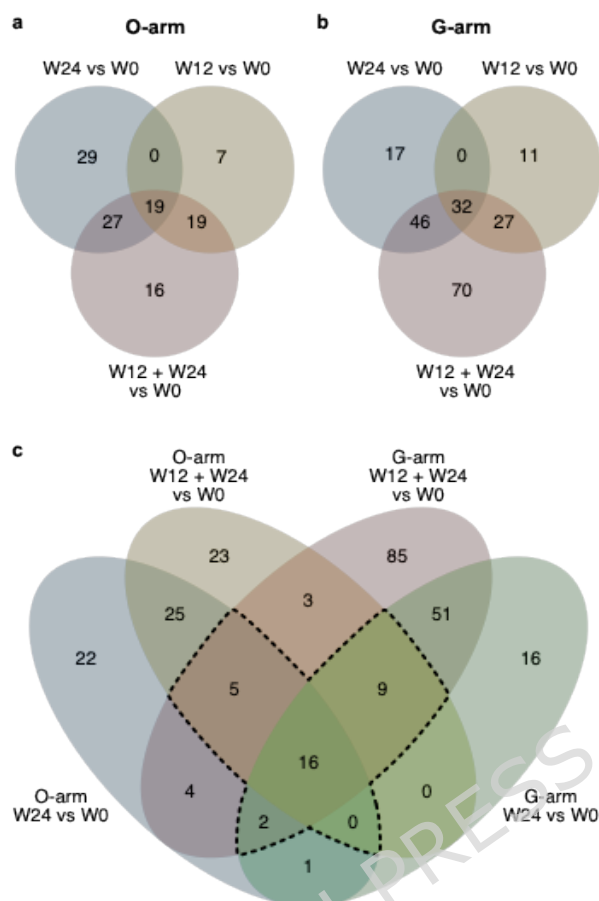 a
O-arm
W24 vs W0
W12 vs W0
29
0
7
19
27
19
16
W12 + W24
vs W0
b
G-arm
W24 vs W0
W12 vs W0
17
0
11
32
46
27
70
W12 + W24
vs W0
c
O-arm
W12 + W24
vs W0
G-arm
W12 + W24
vs W0
23
85
3
25
51
22
16
5
9
16
4
0
O-arm
W24 vs W0
G-arm
W24 vs W0
2
0
1
PRESS